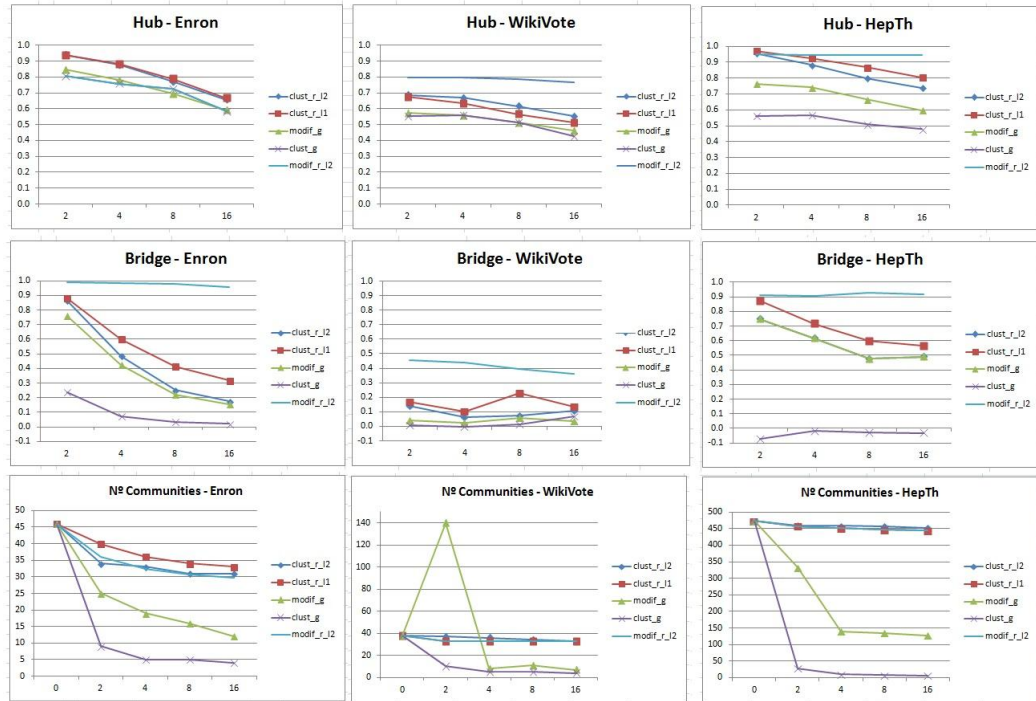 Hub - Enron
1.0
0.9
0.8
0.7
0.6
0.5
0.4
0.3
0.2
0.1
0.0
2 4 8 16
clust_r_l2
clust_r_l1
modif_g
clust_g
modif_r_l2
Hub - WikiVote
1.0
0.9
0.8
0.7
0.6
0.5
0.4
0.3
0.2
0.1
0.0
2 4 8 16
clust_r_l2
clust_r_l1
modif_g
clust_g
modif_r_l2
Hub - HepTh
1.0
0.9
0.8
0.7
0.6
0.5
0.4
0.3
0.2
0.1
0.0
2 4 8 16
clust_r_l2
clust_r_l1
modif_g
clust_g
modif_r_l2
Bridge - Enron
1.0
0.9
0.8
0.7
0.6
0.5
0.4
0.3
0.2
0.1
0.0
-0.1
2 4 8 16
clust_r_l2
clust_r_l1
modif_g
clust_g
modif_r_l2
Bridge - WikiVote
1.0
0.9
0.8
0.7
0.6
0.5
0.4
0.3
0.2
0.1
0.0
-0.1
2 4 8 16
clust_r_l2
clust_r_l1
modif_g
clust_g
modif_r_l2
Bridge - HepTh
1.0
0.9
0.8
0.7
0.6
0.5
0.4
0.3
0.2
0.1
0.0
-0.1
2 4 8 16
clust_r_l2
clust_r_l1
modif_g
clust_g
modif_r_l2
Nº Communities - Enron
50
45
40
35
30
25
20
15
10
5
0
0 2 4 8 16
clust_r_l2
clust_r_l1
modif_g
clust_g
modif_r_l2
Nº Communities - WikiVote
140
120
100
80
60
40
20
0
0 2 4 8 16
clust_r_l2
clust_r_l1
modif_g
clust_g
modif_r_l2
Nº Communities - HepTh
500
450
400
350
300
250
200
150
100
50
0
0 2 4 8 16
clust_r_l2
clust_r_l1
modif_g
clust_g
modif_r_l2